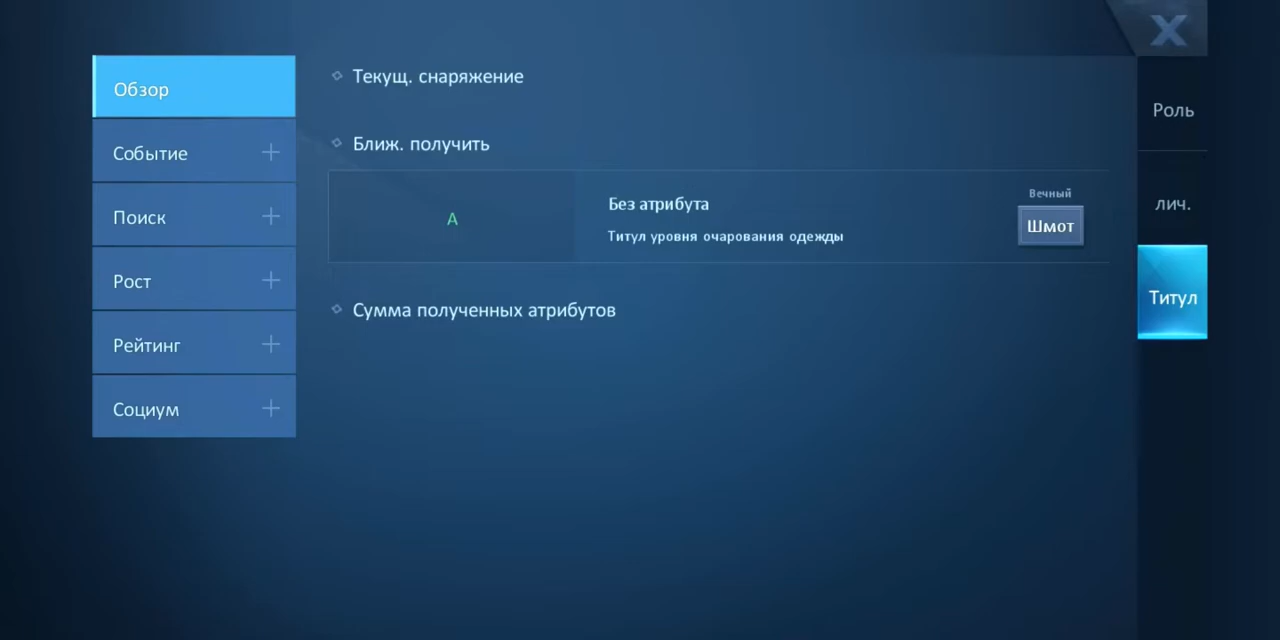 X
Обзор
Событие
Поиск
Рост
Рейтинг
Социум
Текущ. снаряжение
Ближ. получить
А
Без атрибута
Титул уровня очарования одежды
Вечный
Шмот
Сумма полученных атрибутов
Роль
лич.
Титул